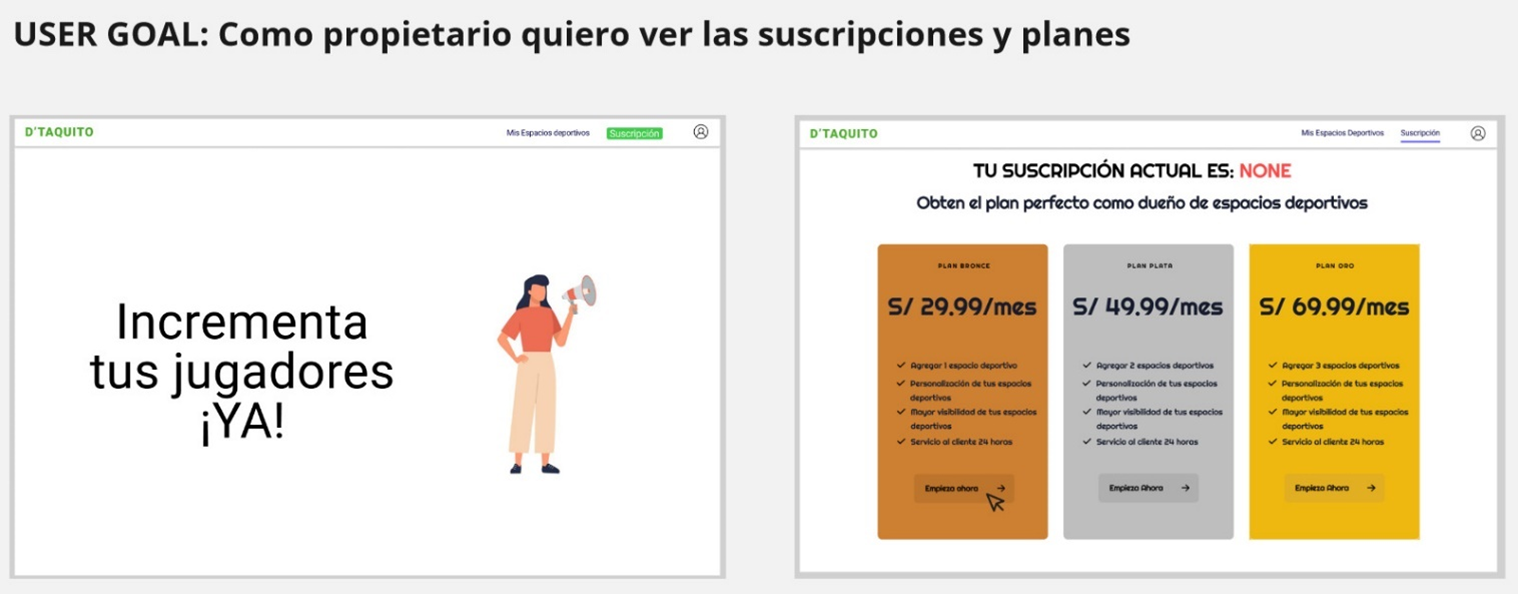 USER GOAL: Como propietario quiero ver las suscripciones y planes
D'TAQUITO
Mis Espacios deportivos
Suscripción
Incrementa
tus jugadores
¡YA!
D'TAQUITO
Mis Espacios Deportivos
Suscripción
TU SUSCRIPCIÓN ACTUAL ES: NONE
Obten el plan perfecto como dueño de espacios deportivos
PLAN BRONCE
S/ 29.99/mes
Agregar 1 espacio deportivo
Personalización de tus espacios
deportivos
Mayor visibilidad de tus espacios
deportivos
Servicio al cliente 24 horas
Empieza ahora
PLAN PLATA
S/ 49.99/mes
Agregar 2 espacios deportivos
Personalización de tus espacios
deportivos
Mayor visibilidad de tus espacios
deportivos
Servicio al cliente 24 horas
Empieza Ahora
PLAN ORO
S/ 69.99/mes
Agregar 3 espacios deportivos
Personalización de tus espacios
deportivos
Mayor visibilidad de tus espacios
deportivos
Servicio al cliente 24 horas
Empieza Ahora